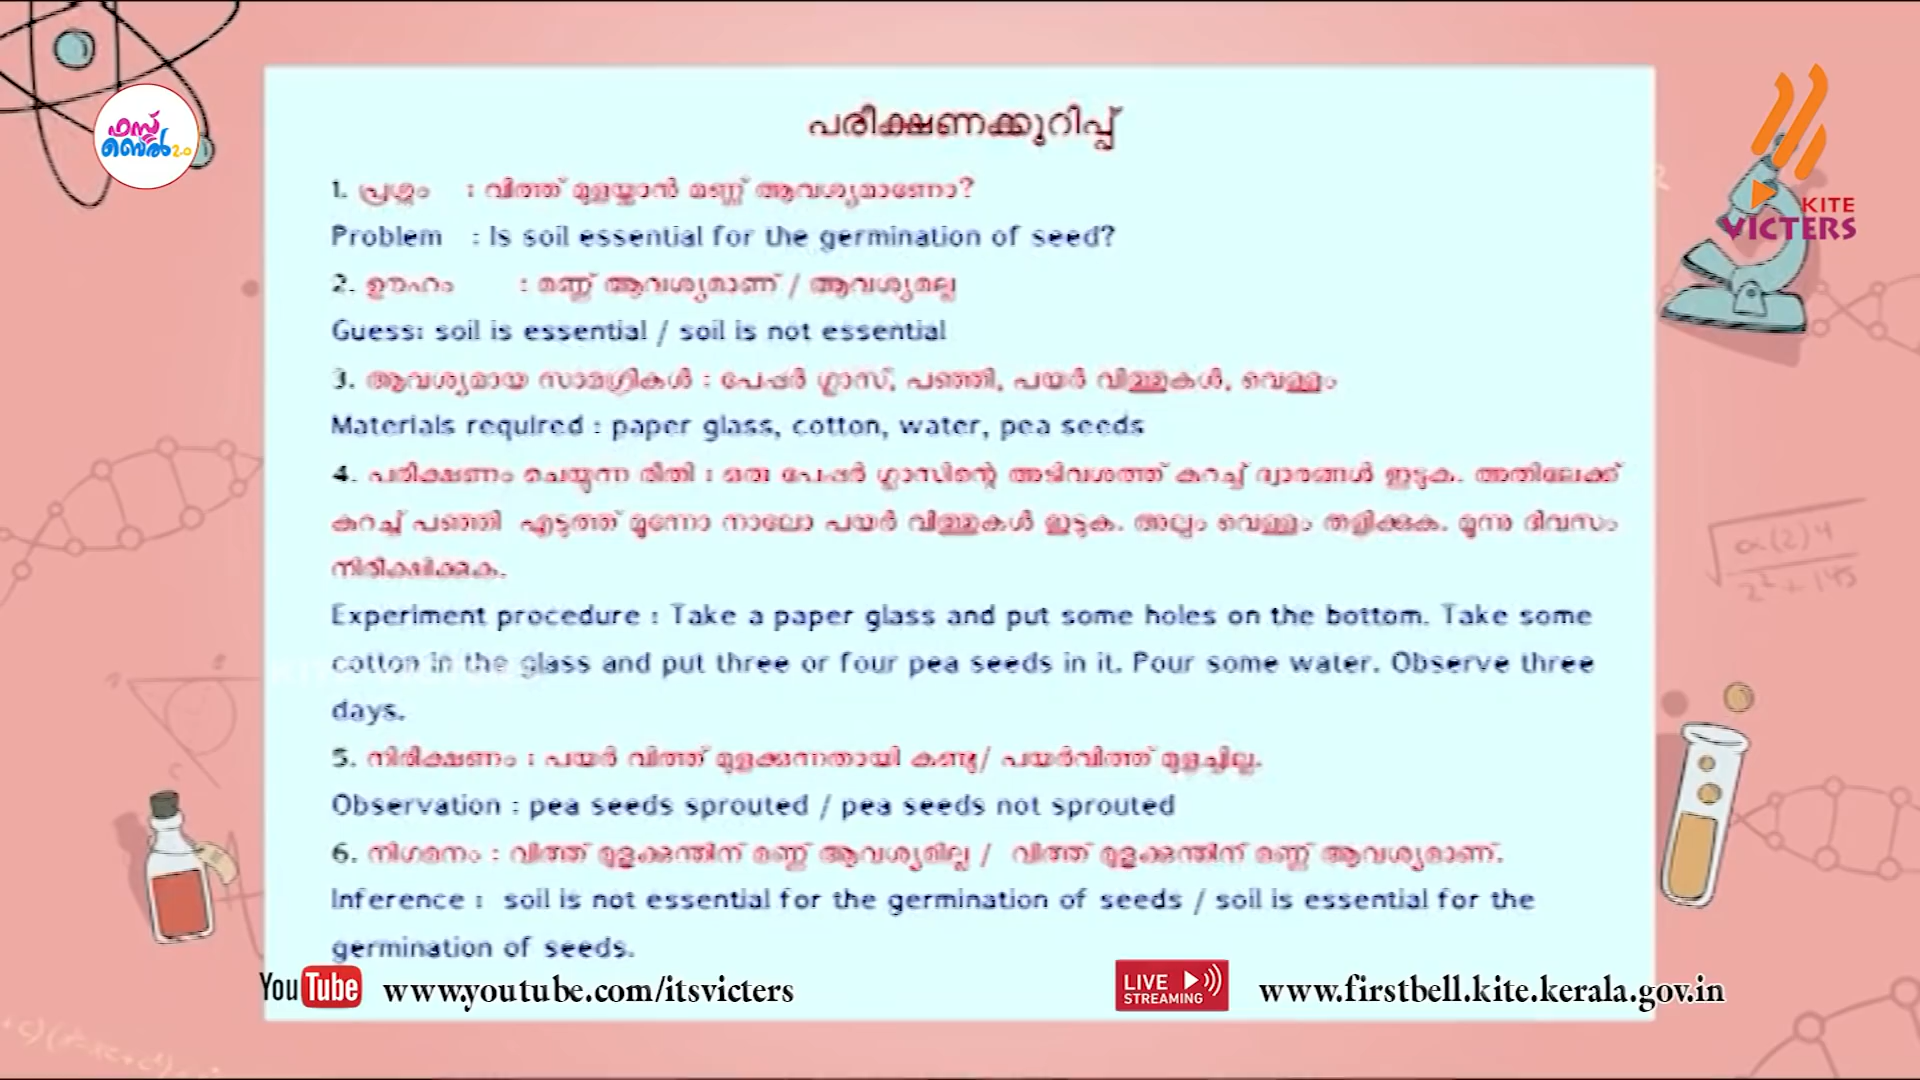 ഫസ്റ്റ്
ബെൽ 2.0
KITE
VICTERS
പരീക്ഷണക്കുറിപ്പ്
1. പ്രശ്നം : വിത്ത് മുളയ്ക്കാൻ മണ്ണ് ആവശ്യമാണോ?
Problem : Is soil essential for the germination of seed?
2. ഊഹം : മണ്ണ് ആവശ്യമാണ് / ആവശ്യമല്ല
Guess: soil is essential / soil is not essential
3. ആവശ്യമായ സാമഗ്രികൾ : പേപ്പർ ഗ്ലാസ്, പഞ്ഞി, പയർ വിത്തുകൾ, വെള്ളം
Materials required : paper glass, cotton, water, pea seeds
4. പരീക്ഷണം ചെയ്യുന്ന രീതി : ഒരു പേപ്പർ ഗ്ലാസിന്റെ അടിവശത്ത് കുറച്ച് ദ്വാരങ്ങൾ ഇടുക. അതിലേക്ക്
കുറച്ച് പഞ്ഞി എടുത്ത് മൂന്നോ നാലോ പയർ വിത്തുകൾ ഇടുക. അല്പം വെള്ളം തളിക്കുക. മൂന്നു ദിവസം
നിരീക്ഷിക്കുക.
Experiment procedure : Take a paper glass and put some holes on the bottom. Take some
cotton in the glass and put three or four pea seeds in it. Pour some water. Observe three
days.
5. നിരീക്ഷണം : പയർ വിത്ത് മുളക്കുന്നതായി കണ്ടു/ പയർവിത്ത് മുളച്ചില്ല.
Observation : pea seeds sprouted / pea seeds not sprouted
6. നിഗമനം : വിത്ത് മുളക്കുന്തിന് മണ്ണ് ആവശ്യമില്ല / വിത്ത് മുളക്കുന്തിന് മണ്ണ് ആവശ്യമാണ്.
Inference : soil is not essential for the germination of seeds / soil is essential for the
germination of seeds.
YouTube www.youtube.com/itsvicters
LIVE
STREAMING
www.firstbell.kite.kerala.gov.in